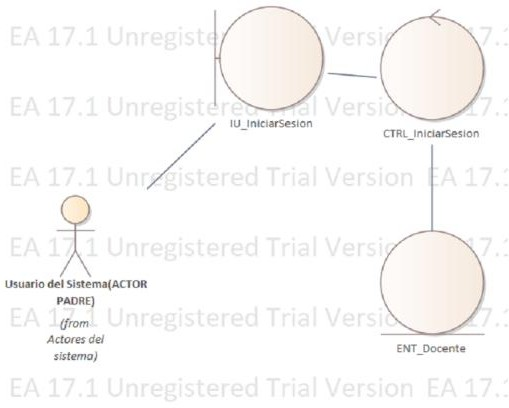 EA 17.1 Unregistered Trial Version EA 17.1
IU_IniciarSesion
EA 17.1 Unregistered Trial Version EA 17.1
CTRL_IniciarSesion
EA 17.1 Unregistered Trial Version EA 17.1
EA 17.1 Unregistered Trial Version EA 17.1
Usuario del Sistema(ACTOR
PADRE)
(from
Actores del
sistema)
EA 17.1 Unregistered Trial Version EA 17.1
ENT_Docente
EA 17.1 Unregistered Trial Version EA 17.1